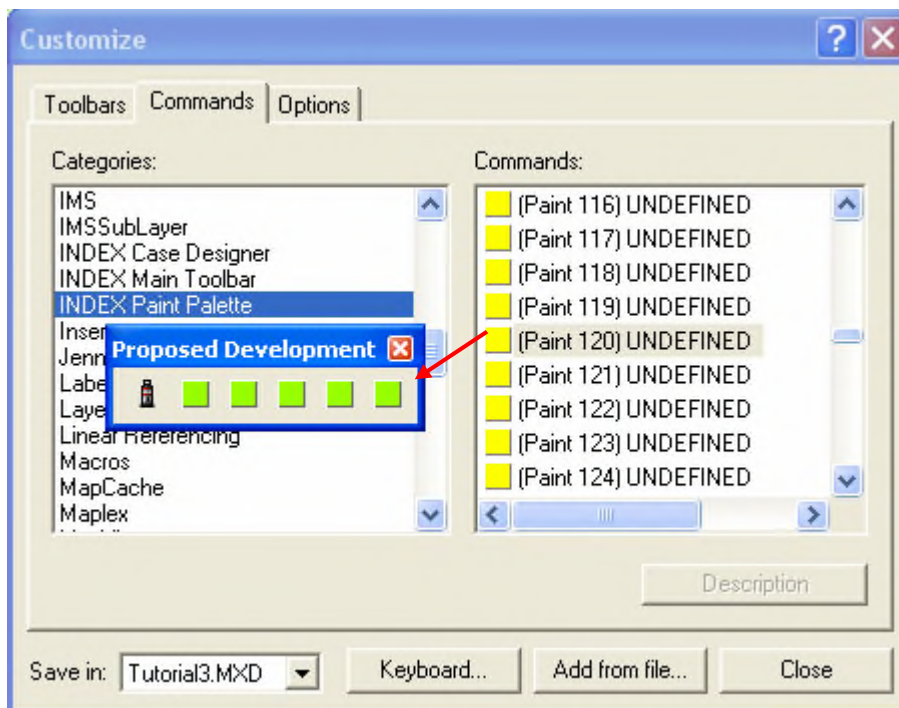 Customize
Toolbars Commands Options
Categories: Commands:
IMS
IMSSubLayer
INDEX Case Designer
INDEX Main Toolbar
INDEX Paint Palette
Linear Referencing
Macros
MapCache
Maplex
Proposed Development
(Paint 116) UNDEFINED
(Paint 117) UNDEFINED
(Paint 118) UNDEFINED
(Paint 119) UNDEFINED
(Paint 120) UNDEFINED
(Paint 121) UNDEFINED
(Paint 122) UNDEFINED
(Paint 123) UNDEFINED
(Paint 124) UNDEFINED
Description
Save in: Tutorial3.MXD Keyboard... Add from file... Close